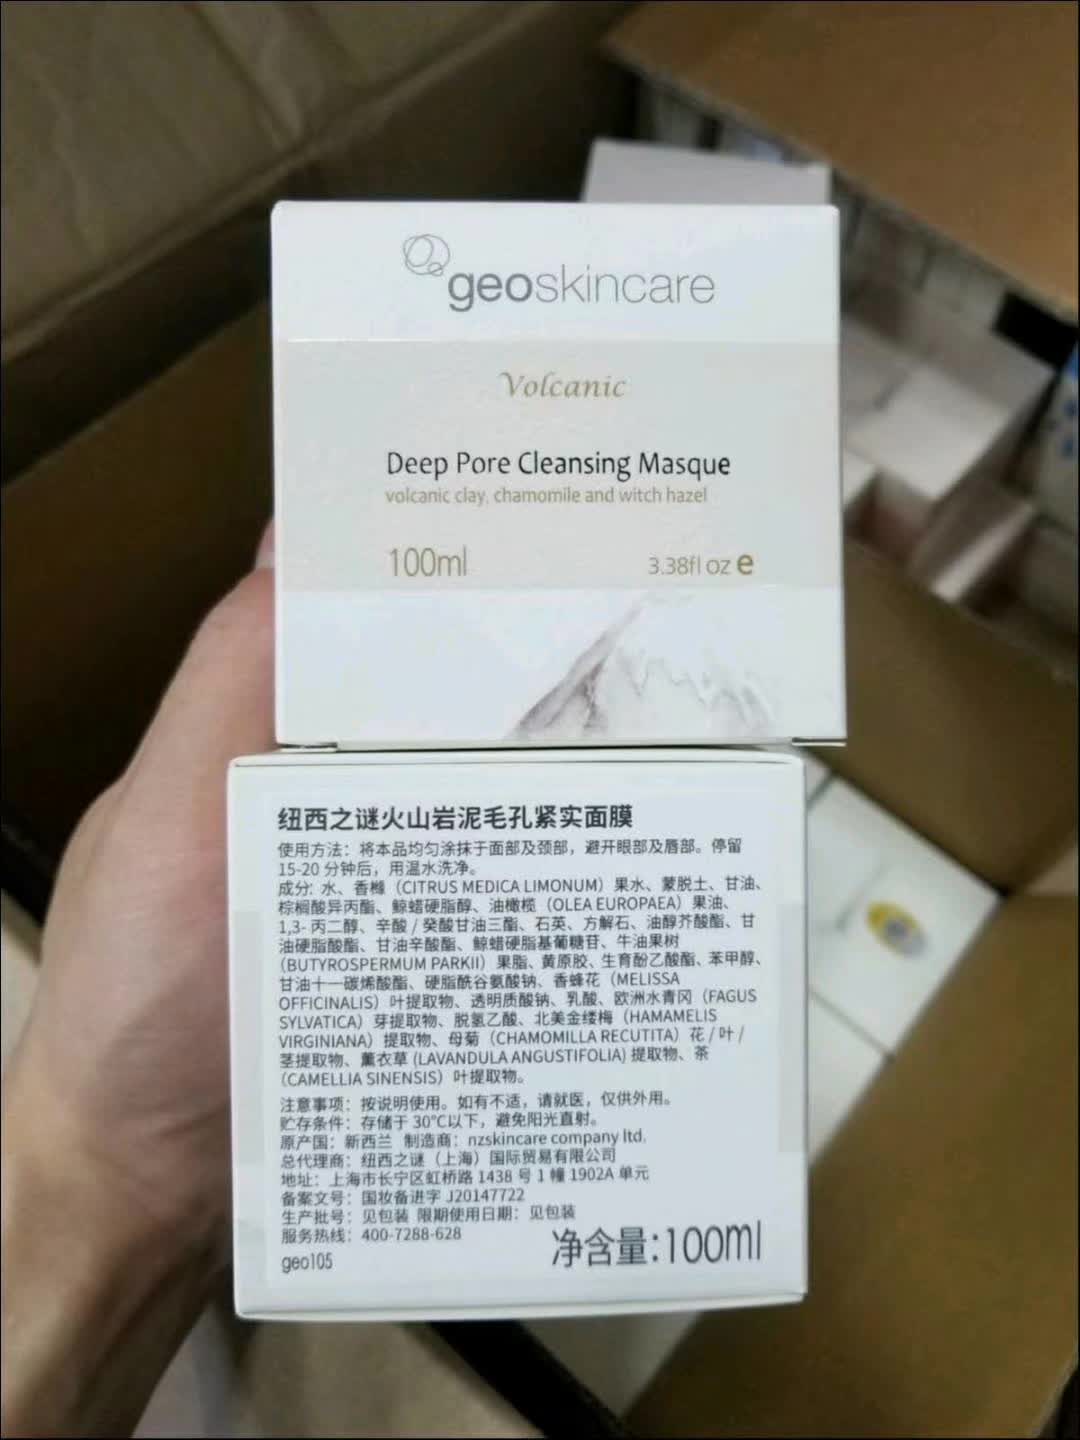 geoskincare
Volcanic
Deep Pore Cleansing Masque
volcanic clay, chamomile and witch hazel
100ml 3.38fl oz e
纽西之谜火山岩泥毛孔紧实面膜
使用方法：将本品均匀涂抹于面部及颈部，避开眼部及唇部。停留
15-20 分钟后，用温水洗净。
成分: 水、香橼（CITRUS MEDICA LIMONUM）果水、蒙脱土、甘油、
棕榈酸异丙酯、鲸蜡硬脂醇、油橄榄（OLEA EUROPAEA）果油、
1,3- 丙二醇、辛酸 / 癸酸甘油三酯、石英、方解石、油醇芥酸酯、甘
油硬脂酸酯、甘油辛酸酯、鲸蜡硬脂基葡糖苷、牛油果树
（BUTYROSPERMUM PARKII）果脂、黄原胶、生育酚乙酸酯、苯甲醇、
甘油十一碳烯酸酯、硬脂酰谷氨酸钠、香蜂花（MELISSA
OFFICINALIS）叶提取物、透明质酸钠、乳酸、欧洲水青冈（FAGUS
SYLVATICA）芽提取物、脱氢乙酸、北美金缕梅（HAMAMELIS
VIRGINIANA）提取物、母菊（CHAMOMILLA RECUTITA）花 / 叶 /
茎提取物、薰衣草 (LAVANDULA ANGUSTIFOLIA) 提取物、茶
（CAMELLIA SINENSIS）叶提取物。
注意事项：按说明使用。如有不适，请就医，仅供外用。
贮存条件：存储于 30℃以下，避免阳光直射。
原产国：新西兰 制造商：nzskincare company ltd.
总代理商：纽西之谜（上海）国际贸易有限公司
地址：上海市长宁区虹桥路 1438 号 1 幢 1902A 单元
备案文号：国妆备进字 J20147722
生产批号：见包装 限期使用日期：见包装
服务热线：400-7288-628
geo105 净含量:100ml